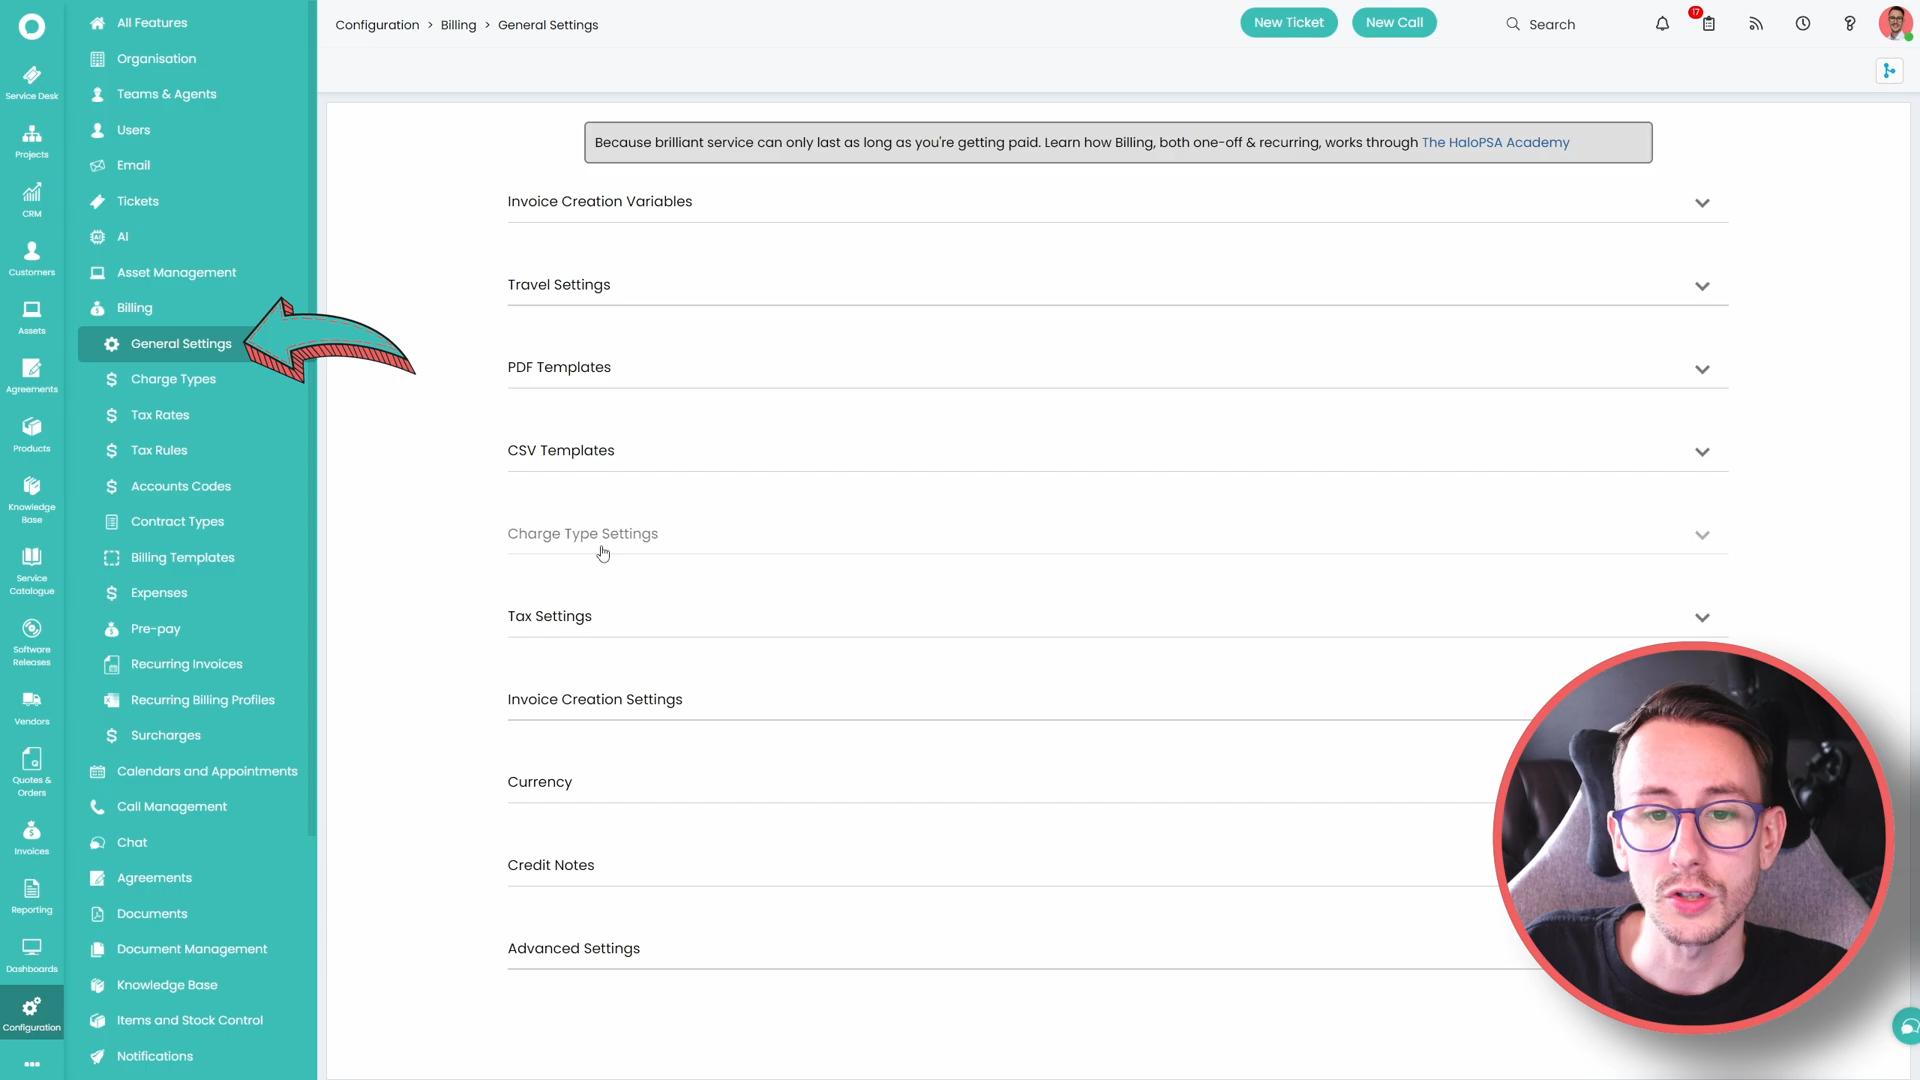 Service Desk
Projects
CRM
Customers
Assets
Agreements
Products
Knowledge
Base
Service
Catalogue
Software
Releases
Vendors
Quotes &
Orders
Invoices
Reporting
Dashboards
Configuration
All Features
Organisation
Teams & Agents
Users
Email
Tickets
AI
Asset Management
Billing
General Settings
Charge Types
Tax Rates
Tax Rules
Accounts Codes
Contract Types
Billing Templates
Expenses
Pre-pay
Recurring Invoices
Recurring Billing Profiles
Surcharges
Calendars and Appointments
Call Management
Chat
Agreements
Documents
Document Management
Knowledge Base
Items and Stock Control
Notifications
Configuration > Billing > General Settings
New Ticket
New Call
Search
17
Because brilliant service can only last as long as you're getting paid. Learn how Billing, both one-off & recurring, works through The HaloPSA Academy
Invoice Creation Variables
Travel Settings
PDF Templates
CSV Templates
Charge Type Settings
Tax Settings
Invoice Creation Settings
Currency
Credit Notes
Advanced Settings